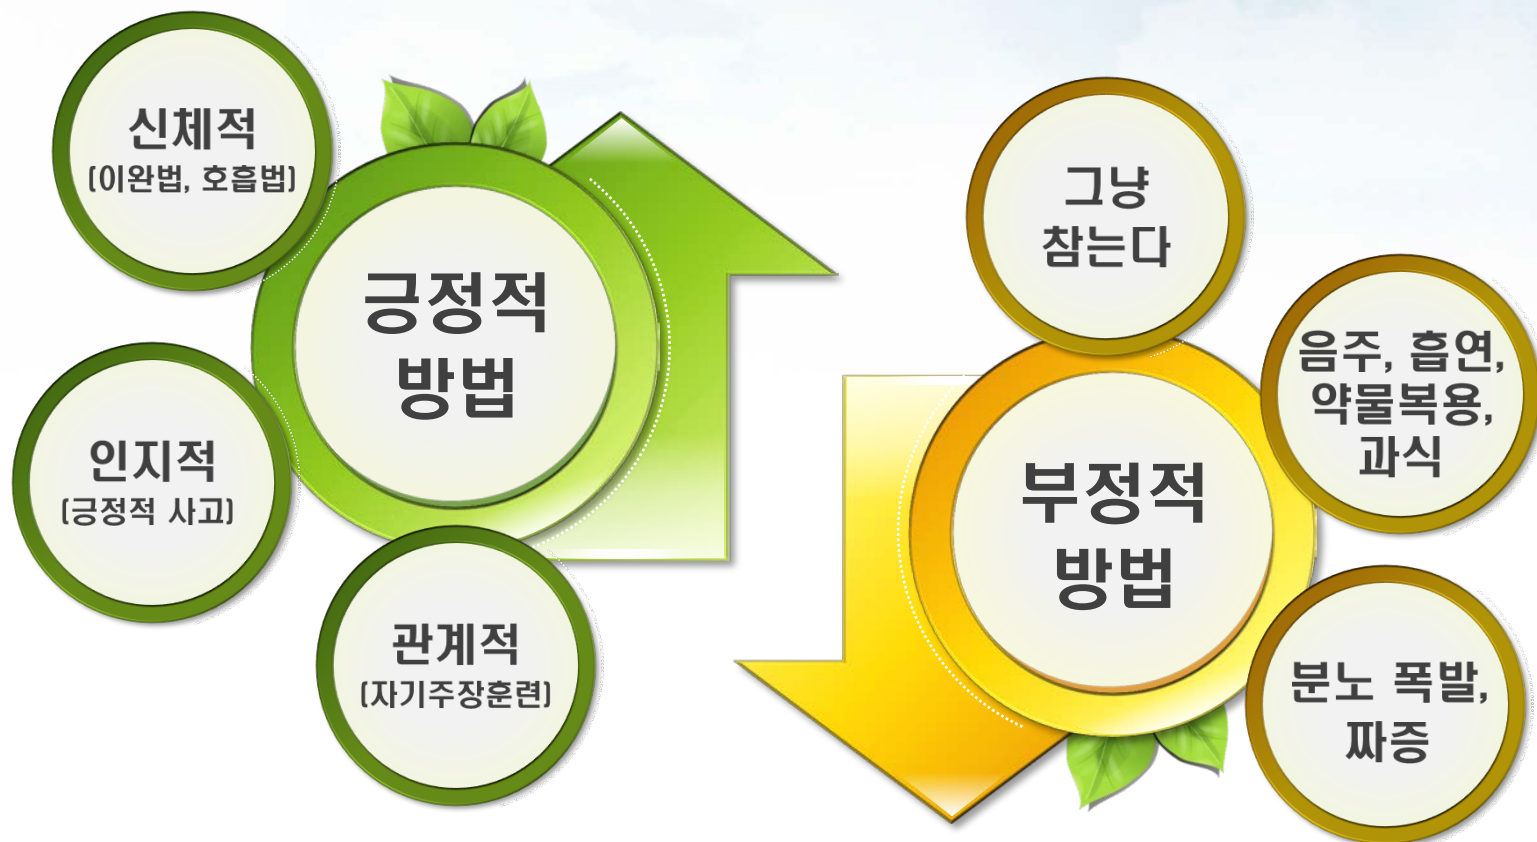 신체적
(이완법, 호흡법)
긍정적
방법
인지적
(긍정적 사고)
관계적
(자기주장훈련)
그냥
참는다
음주, 흡연,
약물복용,
과식
부정적
방법
분노 폭발,
짜증